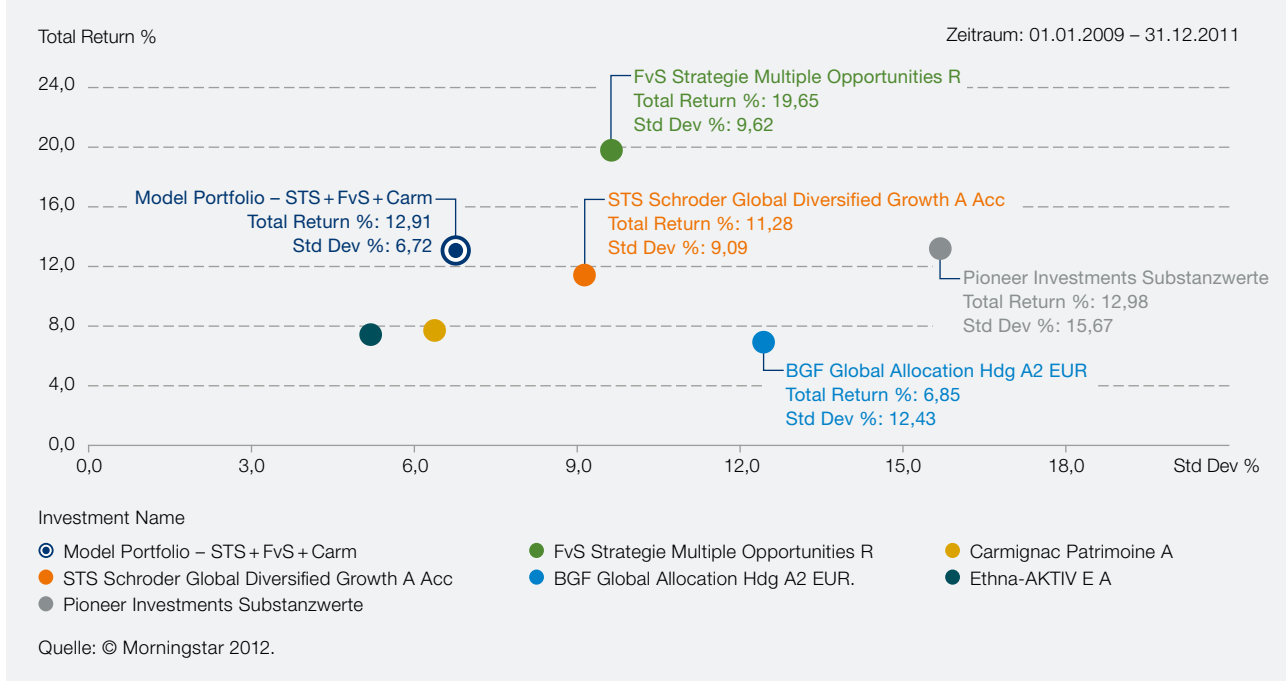 Total Return %
Zeitraum: 01.01.2009 – 31.12.2011
24,0
20,0
16,0
12,0
8,0
4,0
0,0
FvS Strategie Multiple Opportunities R
Total Return %: 19,65
Std Dev %: 9,62
Model Portfolio – STS + FvS + Carm
Total Return %: 12,91
Std Dev %: 6,72
STS Schroder Global Diversified Growth A Acc
Total Return %: 11,28
Std Dev %: 9,09
Pioneer Investments Substanzwerte
Total Return %: 12,98
Std Dev %: 15,67
BGF Global Allocation Hdg A2 EUR
Total Return %: 6,85
Std Dev %: 12,43
0,0 3,0 6,0 9,0 12,0 15,0 18,0 Std Dev %
Investment Name
Model Portfolio – STS + FvS + Carm
FvS Strategie Multiple Opportunities R
Carmignac Patrimoine A
STS Schroder Global Diversified Growth A Acc
BGF Global Allocation Hdg A2 EUR.
Ethna-AKTIV E A
Pioneer Investments Substanzwerte
Quelle: © Morningstar 2012.